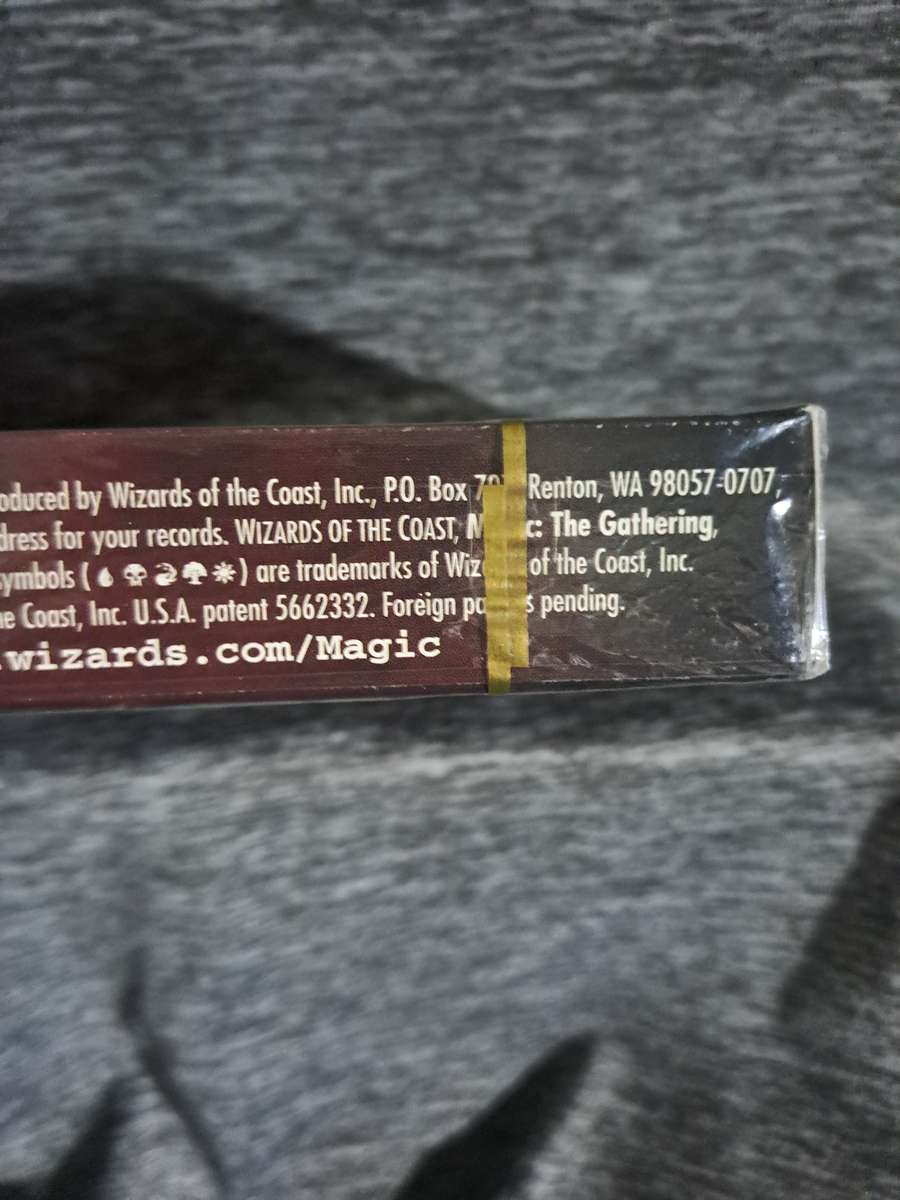 oduced by Wizards of the Coast, Inc., P.O. Box Renton, WA 98057-0707,
dress for your records. WIZARDS OF THE COAST, The Gathering,
ymbols ( ) are trademarks of Wiz of the Coast, Inc.
e Coast, Inc. U.S.A. patent 5662332. Foreign pending.
.wizards.com/Magic